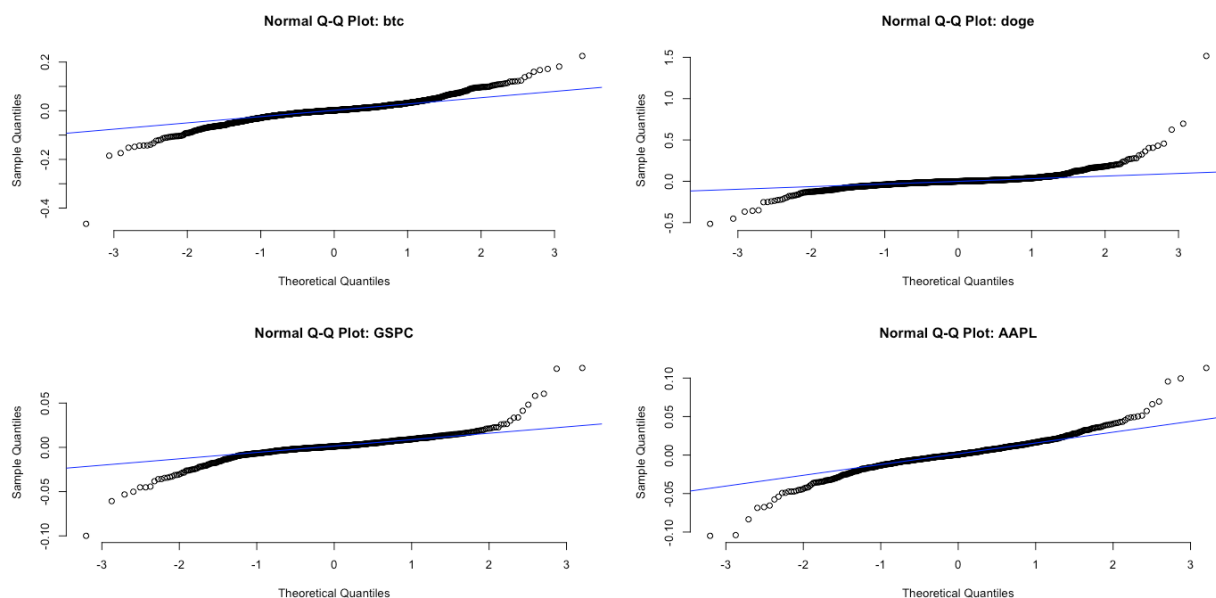 Normal Q-Q Plot: btc
Sample Quantiles
0.2
0.0
-0.2
-0.4
-3 -2 -1 0 1 2 3
Theoretical Quantiles
Normal Q-Q Plot: doge
Sample Quantiles
1.5
1.0
0.5
0.0
-0.5
-3 -2 -1 0 1 2 3
Theoretical Quantiles
Normal Q-Q Plot: GSPC
Sample Quantiles
0.05
0.00
-0.05
-0.10
-3 -2 -1 0 1 2 3
Theoretical Quantiles
Normal Q-Q Plot: AAPL
Sample Quantiles
0.10
0.05
0.00
-0.05
-0.10
-3 -2 -1 0 1 2 3
Theoretical Quantiles